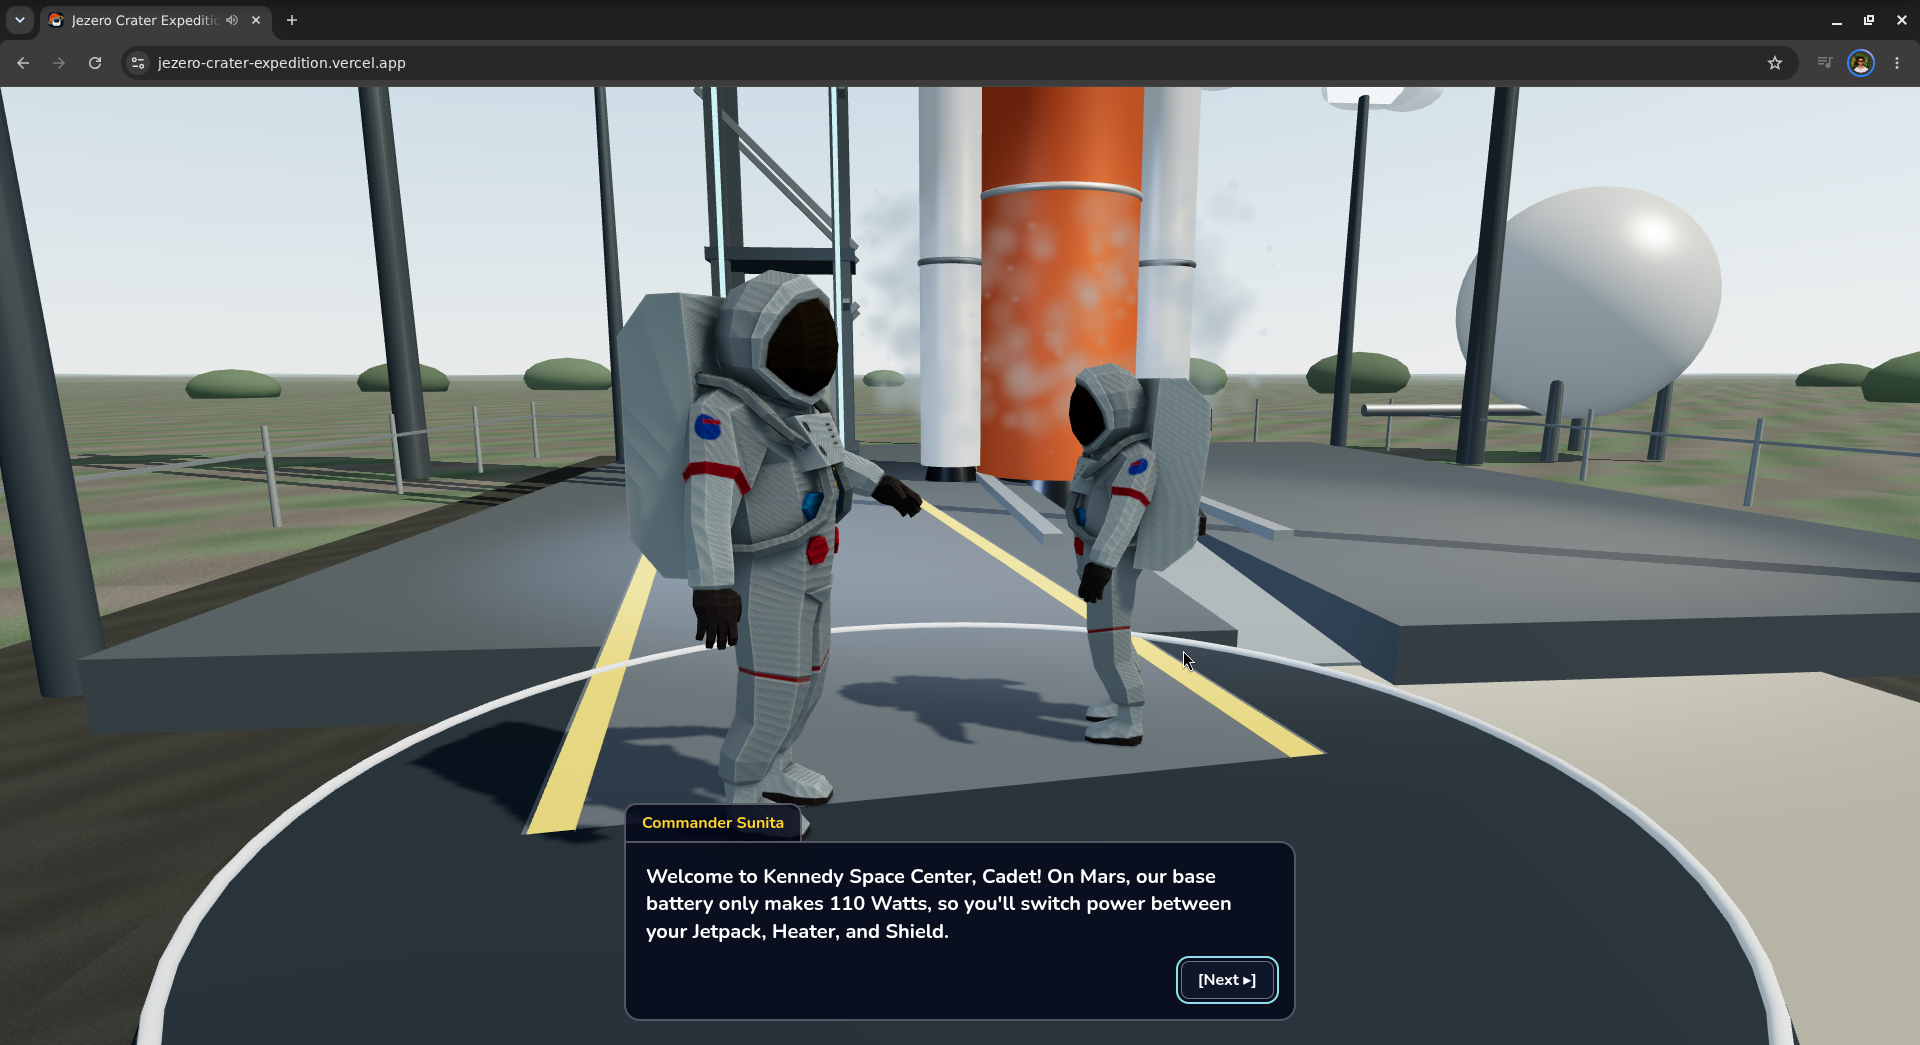 Jezero Crater Expeditic
jezero-crater-expedition.vercel.app
Commander Sunita
Welcome to Kennedy Space Center, Cadet! On Mars, our base
battery only makes 110 Watts, so you'll switch power between
your Jetpack, Heater, and Shield.
[Next ▸]